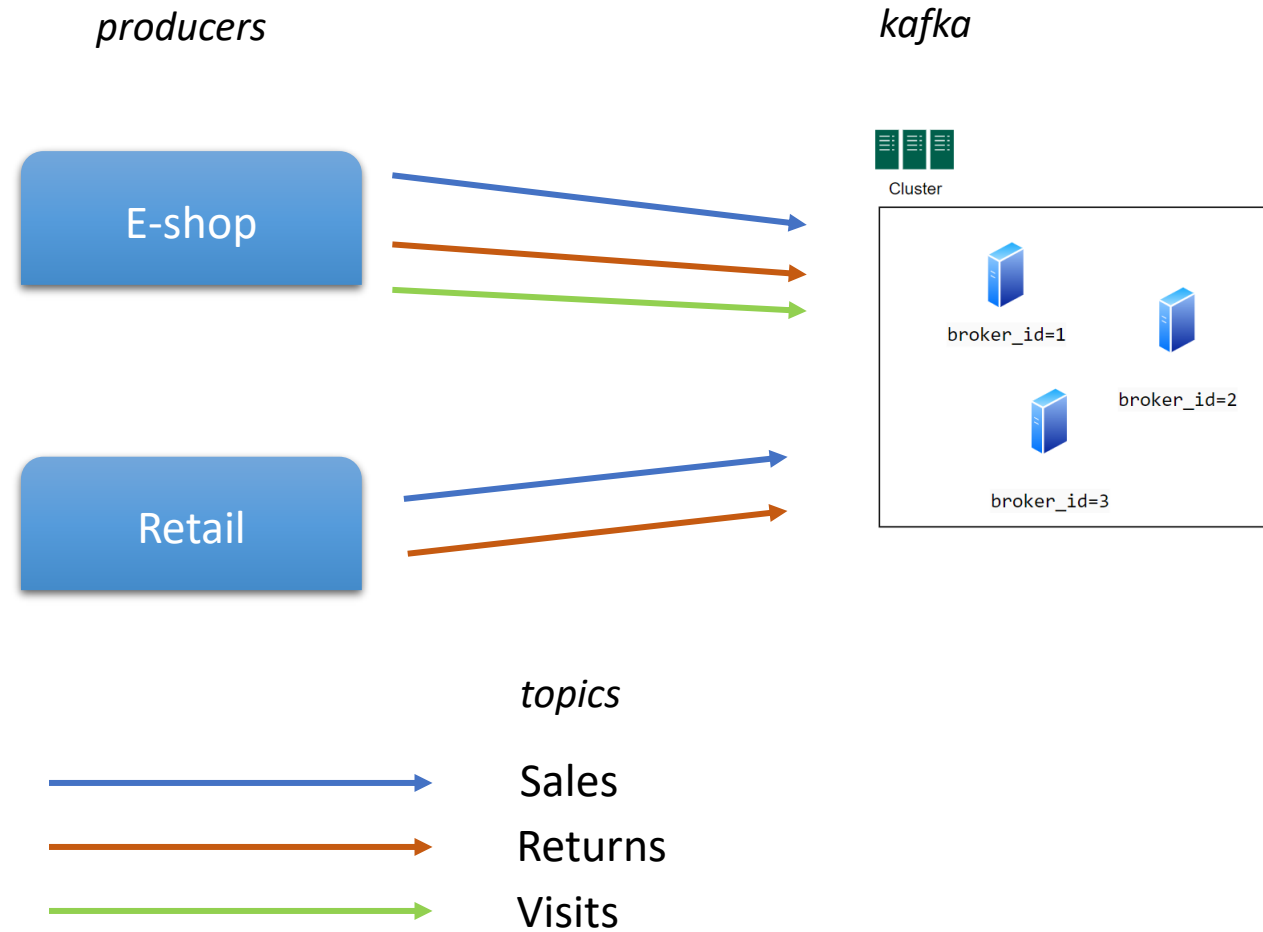 producers
kafka
Cluster
E-shop
broker_id=1
broker_id=2
Retail
broker_id=3
topics
Sales
Returns
Visits